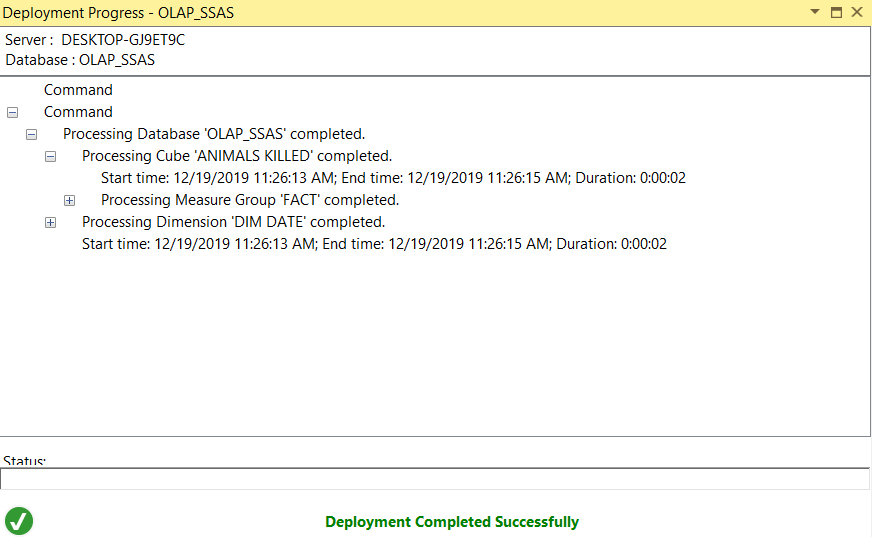 Deployment Progress - OLAP_SSAS
Server : DESKTOP-GJ9ET9C
Database : OLAP_SSAS
Command
Command
Processing Database 'OLAP_SSAS' completed.
Processing Cube 'ANIMALS KILLED' completed.
Start time: 12/19/2019 11:26:13 AM; End time: 12/19/2019 11:26:15 AM; Duration: 0:00:02
Processing Measure Group 'FACT' completed.
Processing Dimension 'DIM DATE' completed.
Start time: 12/19/2019 11:26:13 AM; End time: 12/19/2019 11:26:15 AM; Duration: 0:00:02
Status:
Deployment Completed Successfully